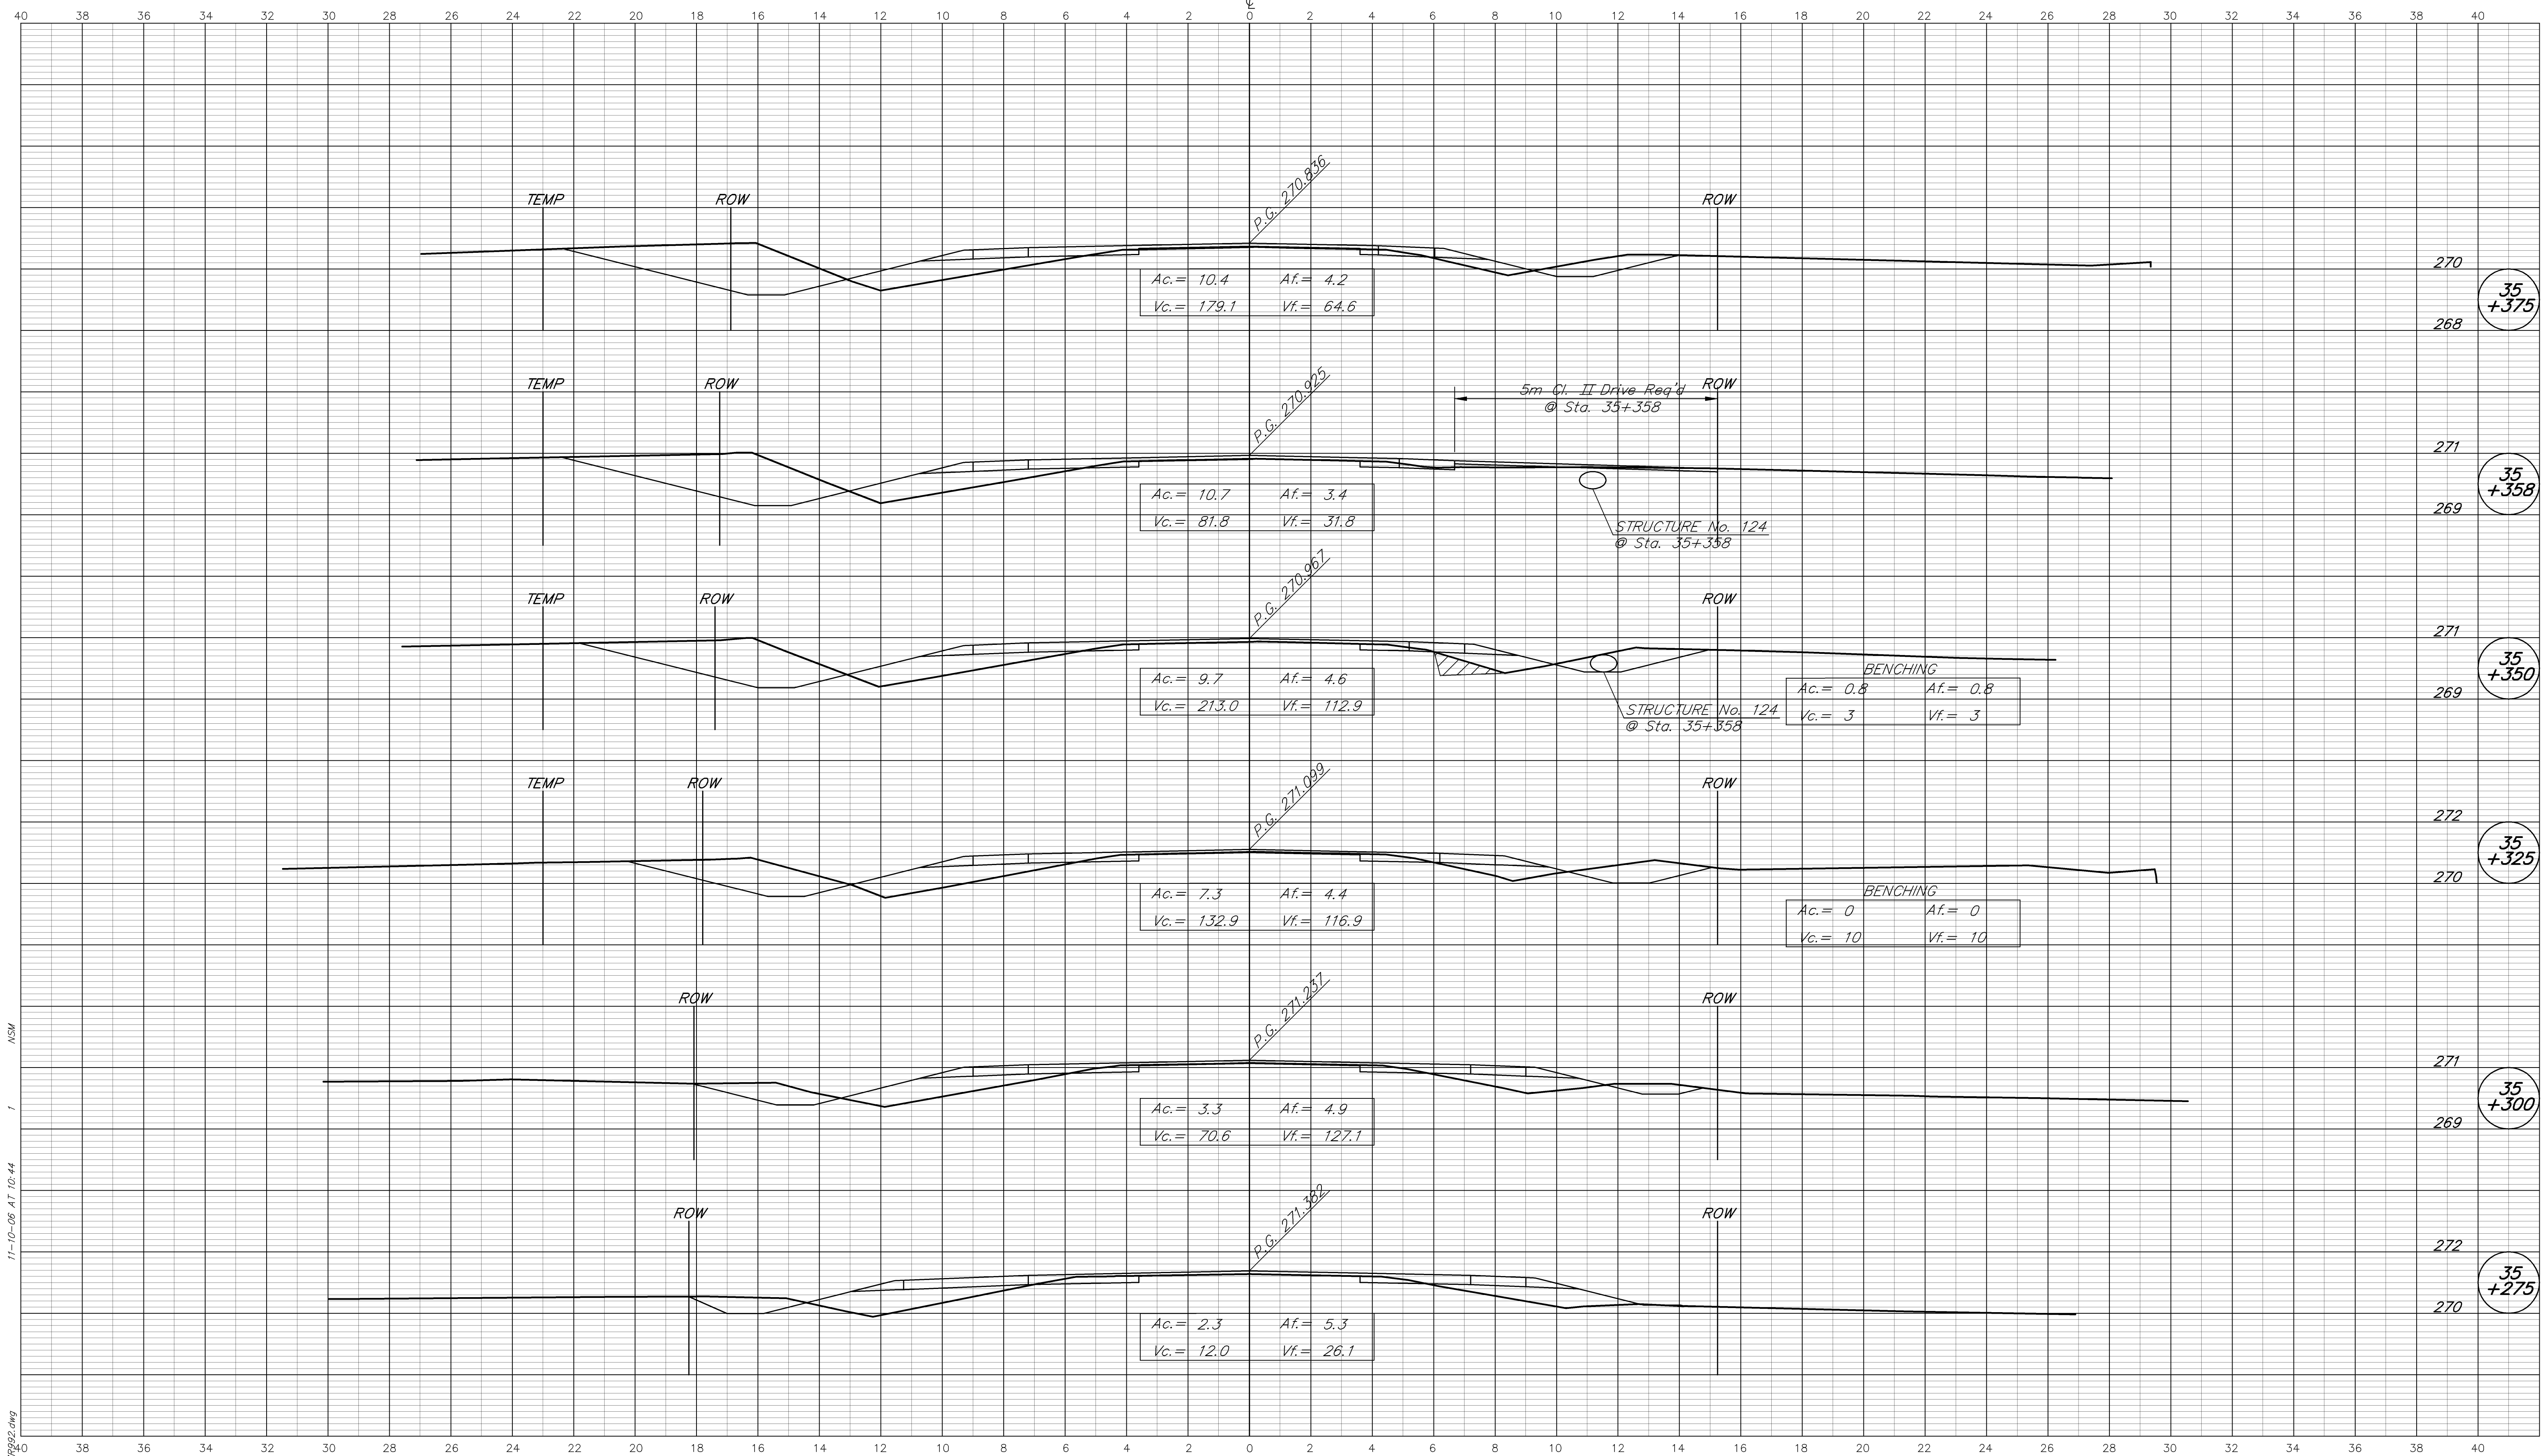 40 38 36 34 32 30 28 26 24 22 20 18 16 14 12 10 8 6 4 2 0 2 4 6 8 10 12 14 16 18 20 22 24 26 28 30 32 34 36 38 40
℄
P.G. 270.836
TEMP ROW ROW
270
Ac.= 10.4 Af.= 4.2
Vc.= 179.1 Vf.= 64.6
35
+375
268
P.G. 270.925
TEMP ROW ROW
5m Cl. II Drive Req'd
@ Sta. 35+358
271
Ac.= 10.7 Af.= 3.4
Vc.= 81.8 Vf.= 31.8
35
+358
269
STRUCTURE No. 124
@ Sta. 35+358
P.G. 270.967
TEMP ROW ROW
271
Ac.= 9.7 Af.= 4.6
Vc.= 213.0 Vf.= 112.9
35
+350
269
BENCHING
Ac.= 0.8 Af.= 0.8
Vc.= 3 Vf.= 3
STRUCTURE No. 124
@ Sta. 35+358
P.G. 271.099
TEMP ROW ROW
272
35
+325
270
Ac.= 7.3 Af.= 4.4
Vc.= 132.9 Vf.= 116.9
BENCHING
Ac.= 0 Af.= 0
Vc.= 10 Vf.= 10
P.G. 271.237
ROW ROW
271
35
+300
269
Ac.= 3.3 Af.= 4.9
Vc.= 70.6 Vf.= 127.1
P.G. 271.382
ROW ROW
272
35
+275
270
Ac.= 2.3 Af.= 5.3
Vc.= 12.0 Vf.= 26.1
40 38 36 34 32 30 28 26 24 22 20 18 16 14 12 10 8 6 4 2 0 2 4 6 8 10 12 14 16 18 20 22 24 26 28 30 32 34 36 38 40
11-10-06 AT 10:44 1 NSM